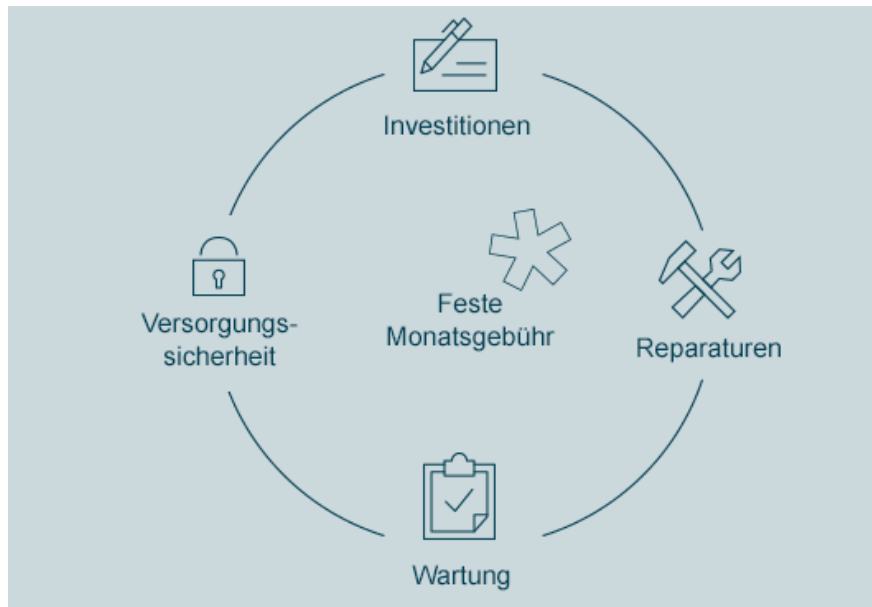 Investitionen
Feste
Monatsgebühr
Versorgungs-
sicherheit
Reparaturen
Wartung